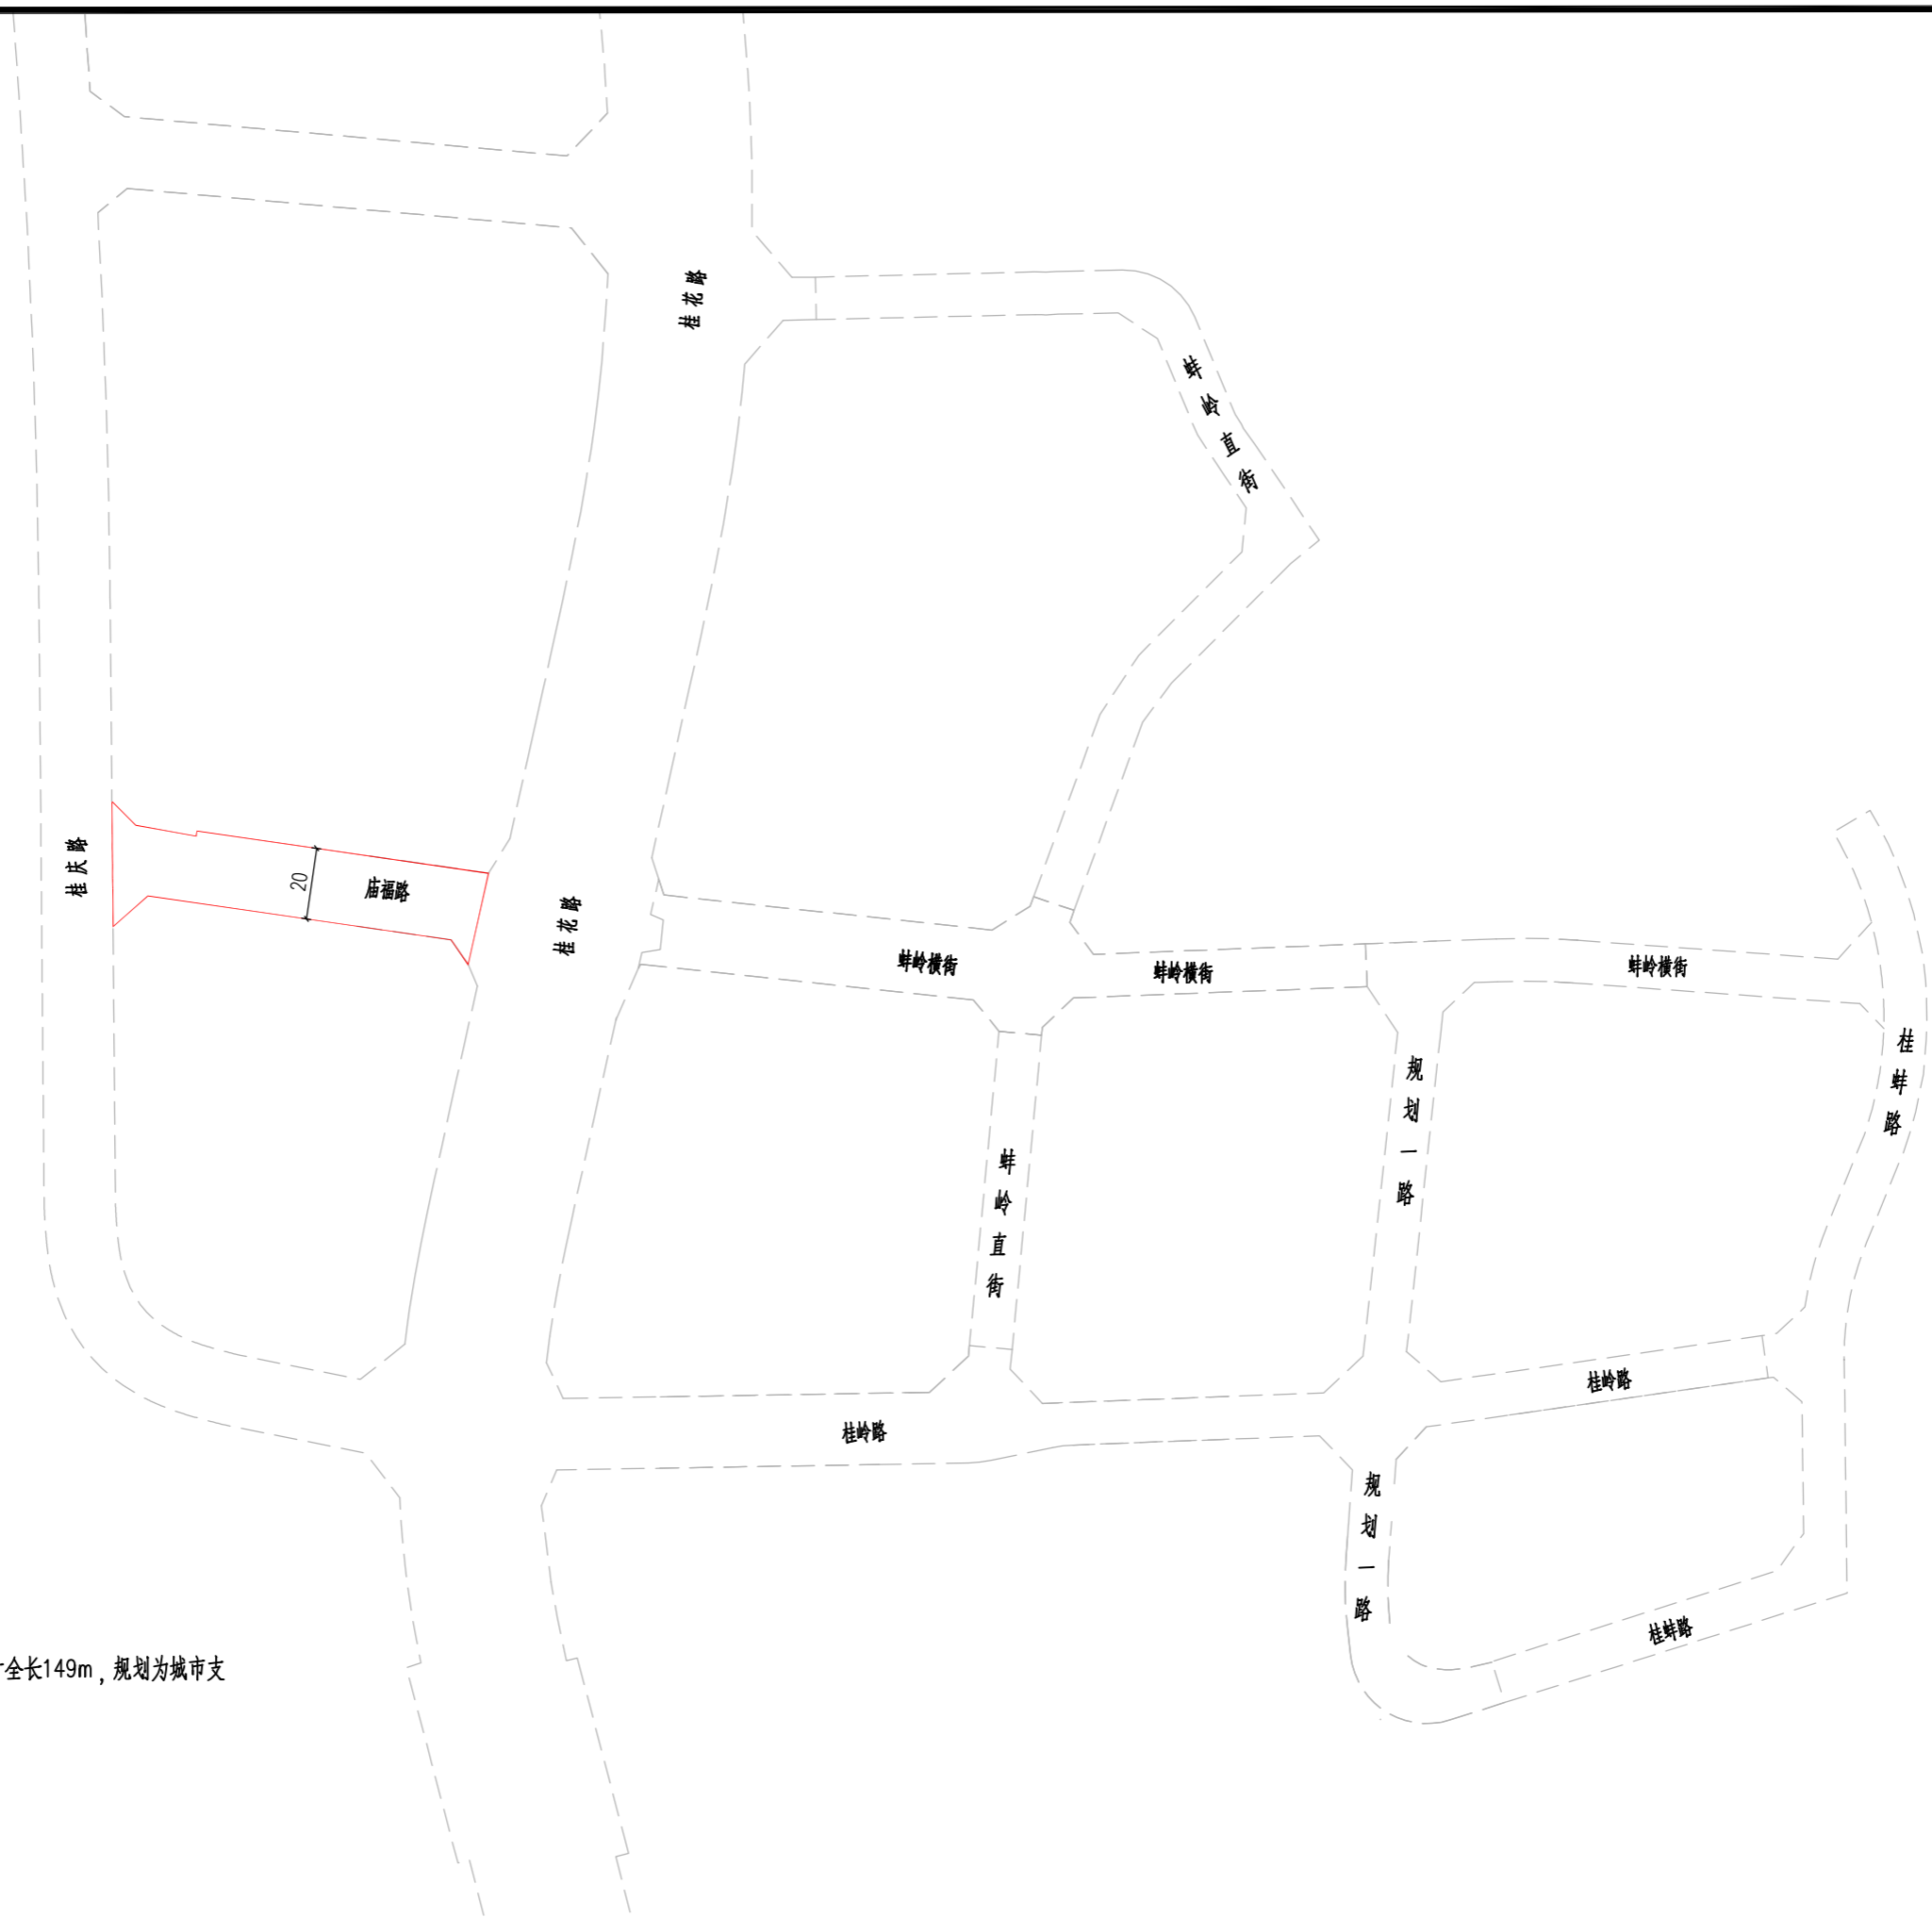 桂花路
蚌岭直街
桂庆路
20
庙福路
桂花路
蚌岭横街
蚌岭横街
蚌岭横街
桂蚌路
规划一路
蚌岭直街
桂岭路
桂岭路
规划一路
桂蚌路
全长149m，规划为城市支